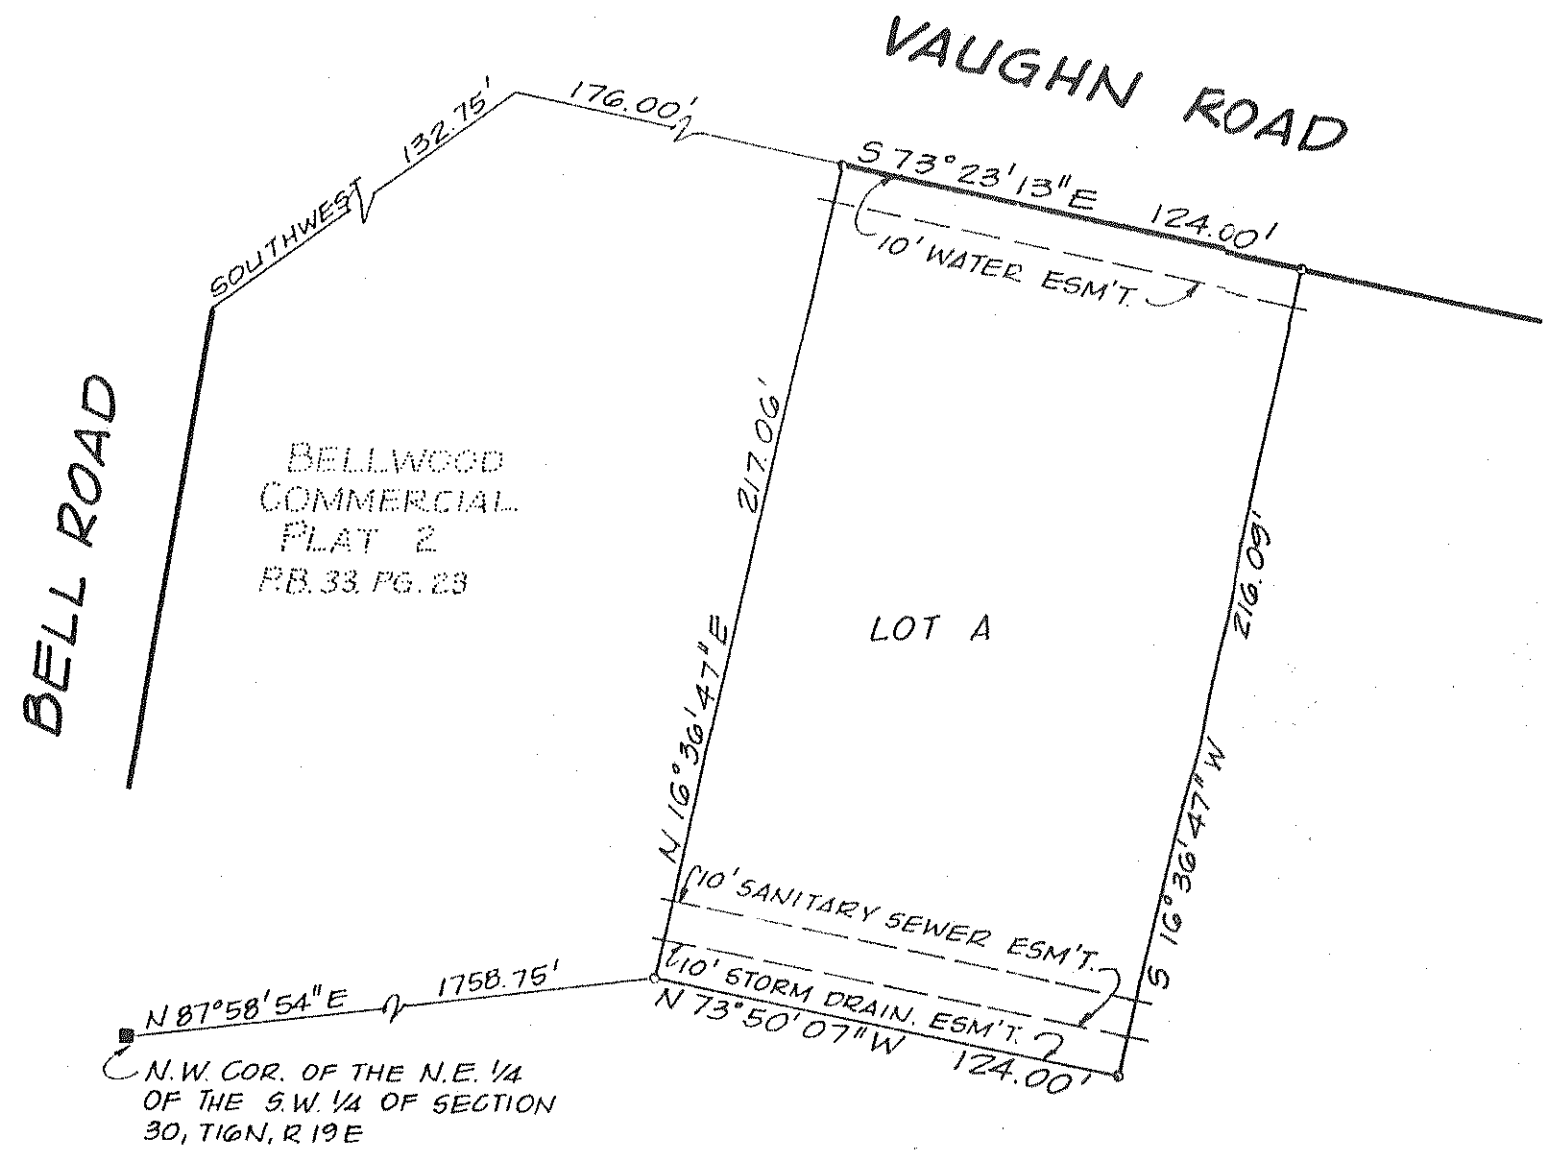 VAUGHN ROAD
176.00'
132.75'
SOUTHWEST
S 73°23'13"E 124.00'
10' WATER ESM'T.
BELL ROAD
BELLWOOD
COMMERCIAL
PLAT 2
P.B. 33. PG. 23
217.06'
N 16°36'47"E
LOT A
216.09'
S 16°36'47"W
10' SANITARY SEWER ESM'T.
10' STORM DRAIN. ESM'T.
N 73°50'07"W 124.00'
N 87°58'54"E 1758.75'
N.W. COR. OF THE N.E. 1/4
OF THE S.W. 1/4 OF SECTION
30, T16N, R19E